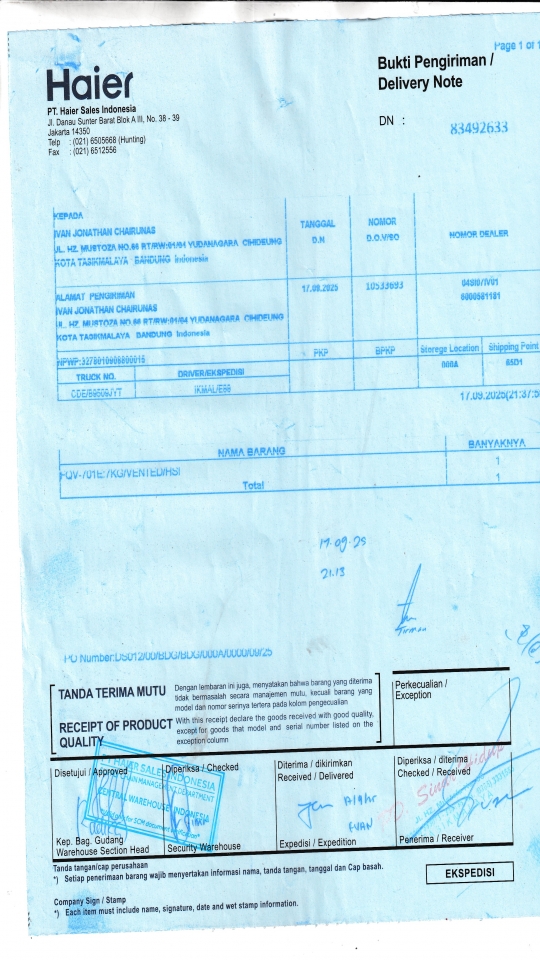 Page 1 of 1
Haier
Bukti Pengiriman /
Delivery Note
PT. Haier Sales Indonesia
Jl. Danau Sunter Barat Blok A III, No. 38 - 39
Jakarta 14350
Telp : (021) 6505668 (Hunting)
Fax : (021) 6512556
DN : 83492633
KEPADA
IVAN JONATHAN CHAIRUNAS
JL. HZ. MUSTOZA NO.66 RT/RW:01/04 YUDANAGARA CIHIDEUNG
KOTA TASIKMALAYA BANDUNG Indonesia
TANGGAL
D.N
NOMOR
D.O.V/SO
NOMOR DEALER
ALAMAT PENGIRIMAN
IVAN JONATHAN CHAIRUNAS
JL. HZ. MUSTOZA NO.66 RT/RW:01/04 YUDANAGARA CIHIDEUNG
KOTA TASIKMALAYA BANDUNG Indonesia
17.09.2025
10533693
6000581181
PKP
BPKP
Storage Location
Shipping Point
000A
TRUCK NO.
DRIVER/EKSPEDISI
17.09.2025(21:37:5
NAMA BARANG
BANYAKNYA
1
Total
1
17-09-25
21.13
TANDA TERIMA MUTU
Dengan lembaran ini juga, menyatakan bahwa barang yang diterima
tidak bermasalah secara manajemen mutu, kecuali barang yang
model dan nomor serinya tertera pada kolom pengecualian
RECEIPT OF PRODUCT
QUALITY
With this receipt declare the goods received with good quality,
except for goods that model and serial number listed on the
exception column
Perkecualian /
Exception
Disetujui / Approved
Diperiksa / Checked
Diterima / dikirimkan
Received / Delivered
Diperiksa / diterima
Checked / Received
PT HAIER SALES INDONESIA
CENTRAL WAREHOUSE INDONESIA
Kep. Bag. Gudang
Warehouse Section Head
Security Warehouse
Expedisi / Expedition
Penerima / Receiver
Tanda tangan/cap perusahaan
*) Setiap penerimaan barang wajib menyertakan informasi nama, tanda tangan, tanggal dan Cap basah.
EKSPEDISI
Company Sign / Stamp
*) Each item must include name, signature, date and wet stamp information.